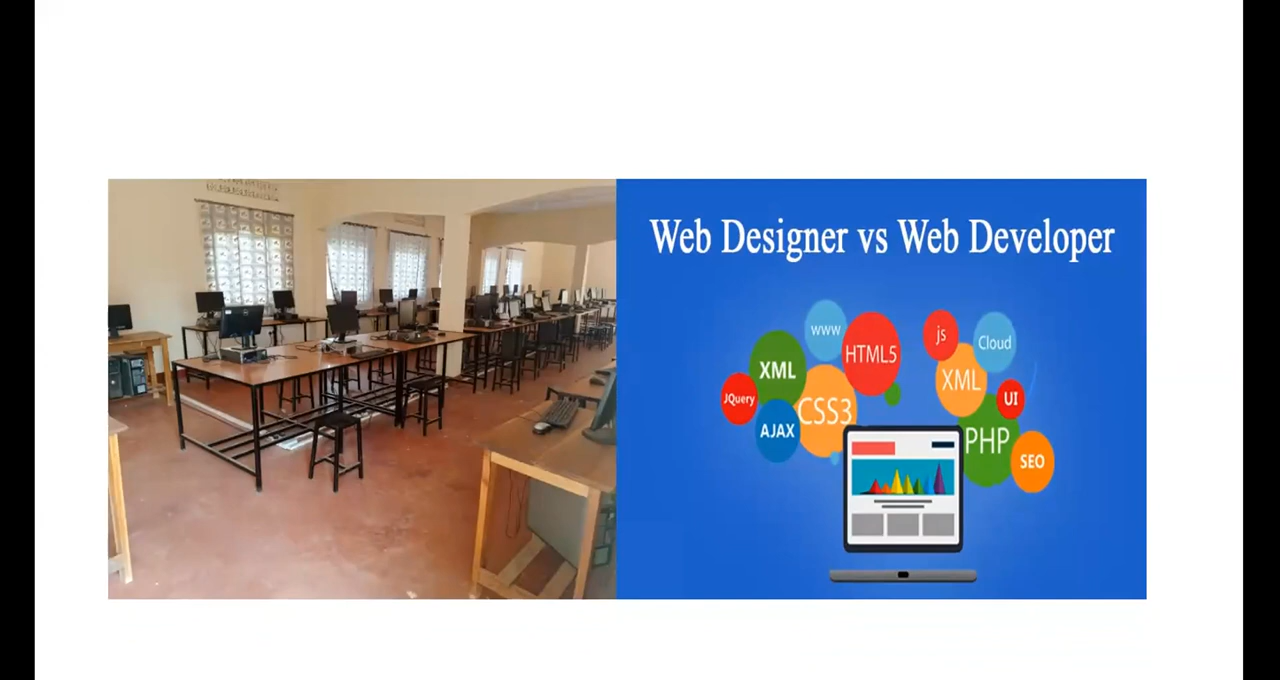 Web Designer vs Web Developer
www
HTML5
js
Cloud
XML
XML
JQuery
CSS3
UI
AJAX
PHP
SEO